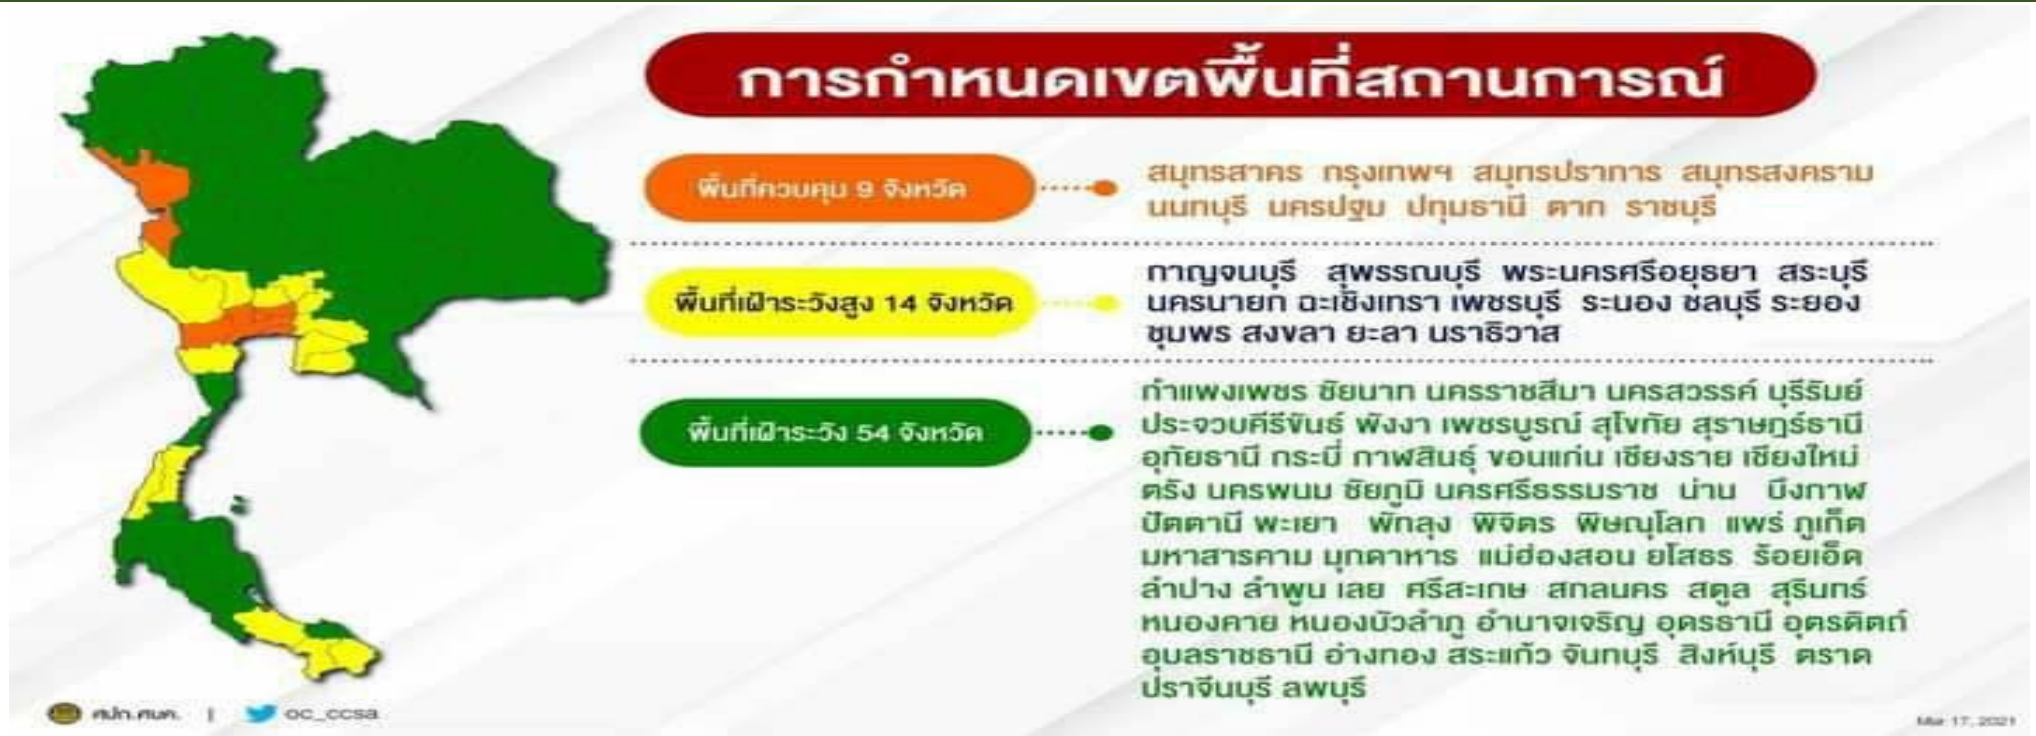 การกำหนดเขตพื้นที่สถานการณ์
พื้นที่ควบคุม 9 จังหวัด
สมุทรสาคร กรุงเทพฯ สมุทรปราการ สมุทรสงคราม
นนทบุรี นครปฐม ปทุมธานี ตาก ราชบุรี
พื้นที่เฝ้าระวังสูง 14 จังหวัด
กาญจนบุรี สุพรรณบุรี พระนครศรีอยุธยา สระบุรี
นครนายก ฉะเชิงเทรา เพชรบุรี ระนอง ชลบุรี ระยอง
ชุมพร สงขลา ยะลา นราธิวาส
พื้นที่เฝ้าระวัง 54 จังหวัด
กำแพงเพชร ชัยนาท นครราชสีมา นครสวรรค์ บุรีรัมย์
ประจวบคีรีขันธ์ พังงา เพชรบูรณ์ สุโขทัย สุราษฎร์ธานี
อุทัยธานี กระบี่ กาฬสินธุ์ ขอนแก่น เชียงราย เชียงใหม่
ตรัง นครพนม ชัยภูมิ นครศรีธรรมราช น่าน บึงกาฬ
ปัตตานี พะเยา พัทลุง พิจิตร พิษณุโลก แพร่ ภูเก็ต
มหาสารคาม มุกดาหาร แม่ฮ่องสอน ยโสธร ร้อยเอ็ด
ลำปาง ลำพูน เลย ศรีสะเกษ สกลนคร สตูล สุรินทร์
หนองคาย หนองบัวลำภู อำนาจเจริญ อุดรธานี อุตรดิตถ์
อุบลราชธานี อ่างทอง สระแก้ว จันทบุรี สิงห์บุรี ตราด
ปราจีนบุรี ลพบุรี
ศปก.ศบค. | oc_ccsa
Mar 17, 2021